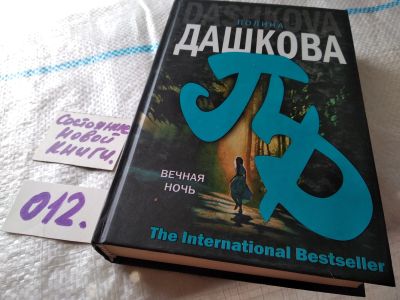 DASHKOVA
ПОЛИНА
ДАШКОВА
ПД
ВЕЧНАЯ
НОЧЬ
The International Bestseller
Состояние
новой
книги.
012.